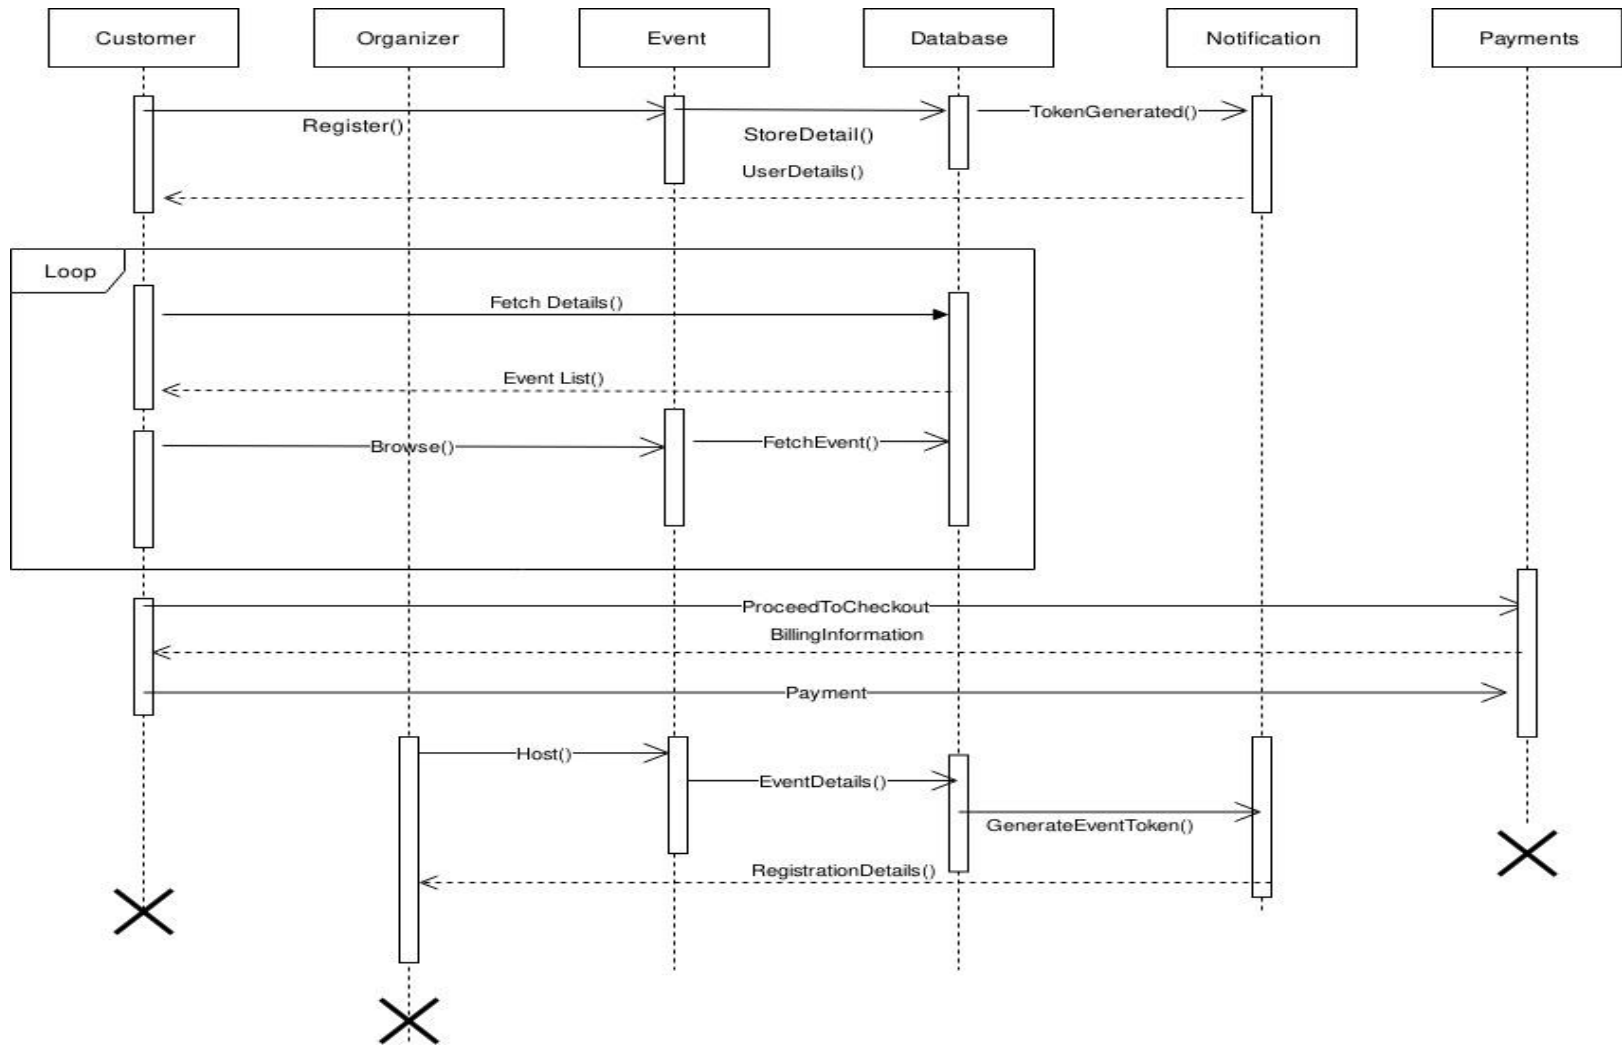 Customer
Organizer
Event
Database
Notification
Payments
Register()
StoreDetail()
TokenGenerated()
UserDetails()
Loop
Fetch Details()
Event List()
Browse()
FetchEvent()
ProceedToCheckout
BillingInformation
Payment
Host()
EventDetails()
GenerateEventToken()
RegistrationDetails()